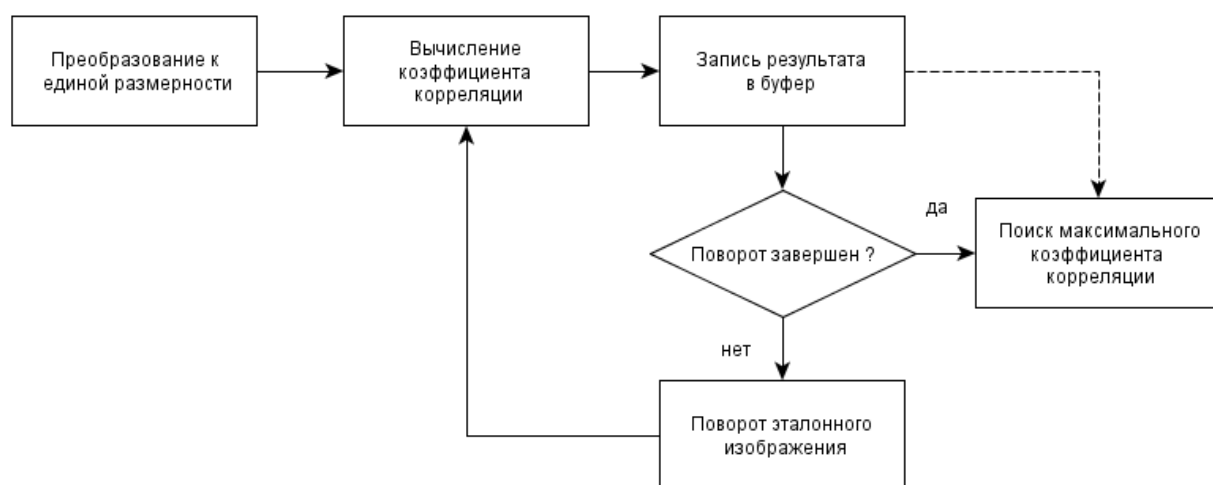 Преобразование к
единой размерности
Вычисление
коэффициента
корреляции
Запись результата
в буфер
Поворот завершен ?
да
Поиск максимального
коэффициента
корреляции
нет
Поворот эталонного
изображения